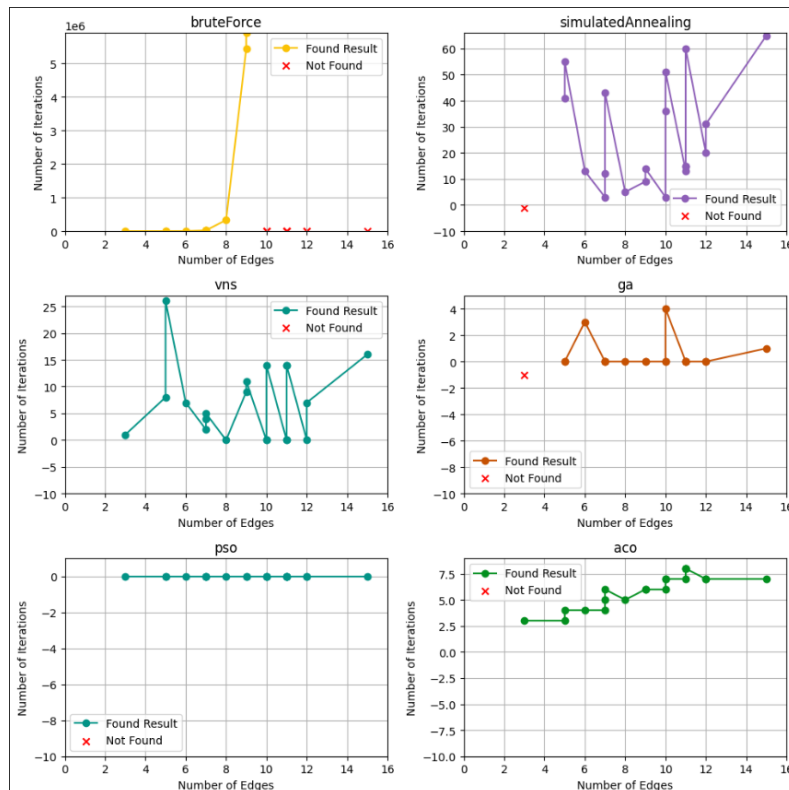 bruteForce
1e6
Number of Iterations
5
4
3
2
1
0
0 2 4 6 8 10 12 14 16
Number of Edges
Found Result
Not Found
simulatedAnnealing
Number of Iterations
60
50
40
30
20
10
0
−10
0 2 4 6 8 10 12 14 16
Number of Edges
Found Result
Not Found
vns
Number of Iterations
25
20
15
10
5
0
−5
−10
0 2 4 6 8 10 12 14 16
Number of Edges
Found Result
Not Found
ga
Number of Iterations
4
2
0
−2
−4
−6
−8
−10
0 2 4 6 8 10 12 14 16
Number of Edges
Found Result
Not Found
pso
Number of Iterations
0
−2
−4
−6
−8
−10
0 2 4 6 8 10 12 14 16
Number of Edges
Found Result
Not Found
aco
Number of Iterations
7.5
5.0
2.5
0.0
−2.5
−5.0
−7.5
−10.0
0 2 4 6 8 10 12 14 16
Number of Edges
Found Result
Not Found